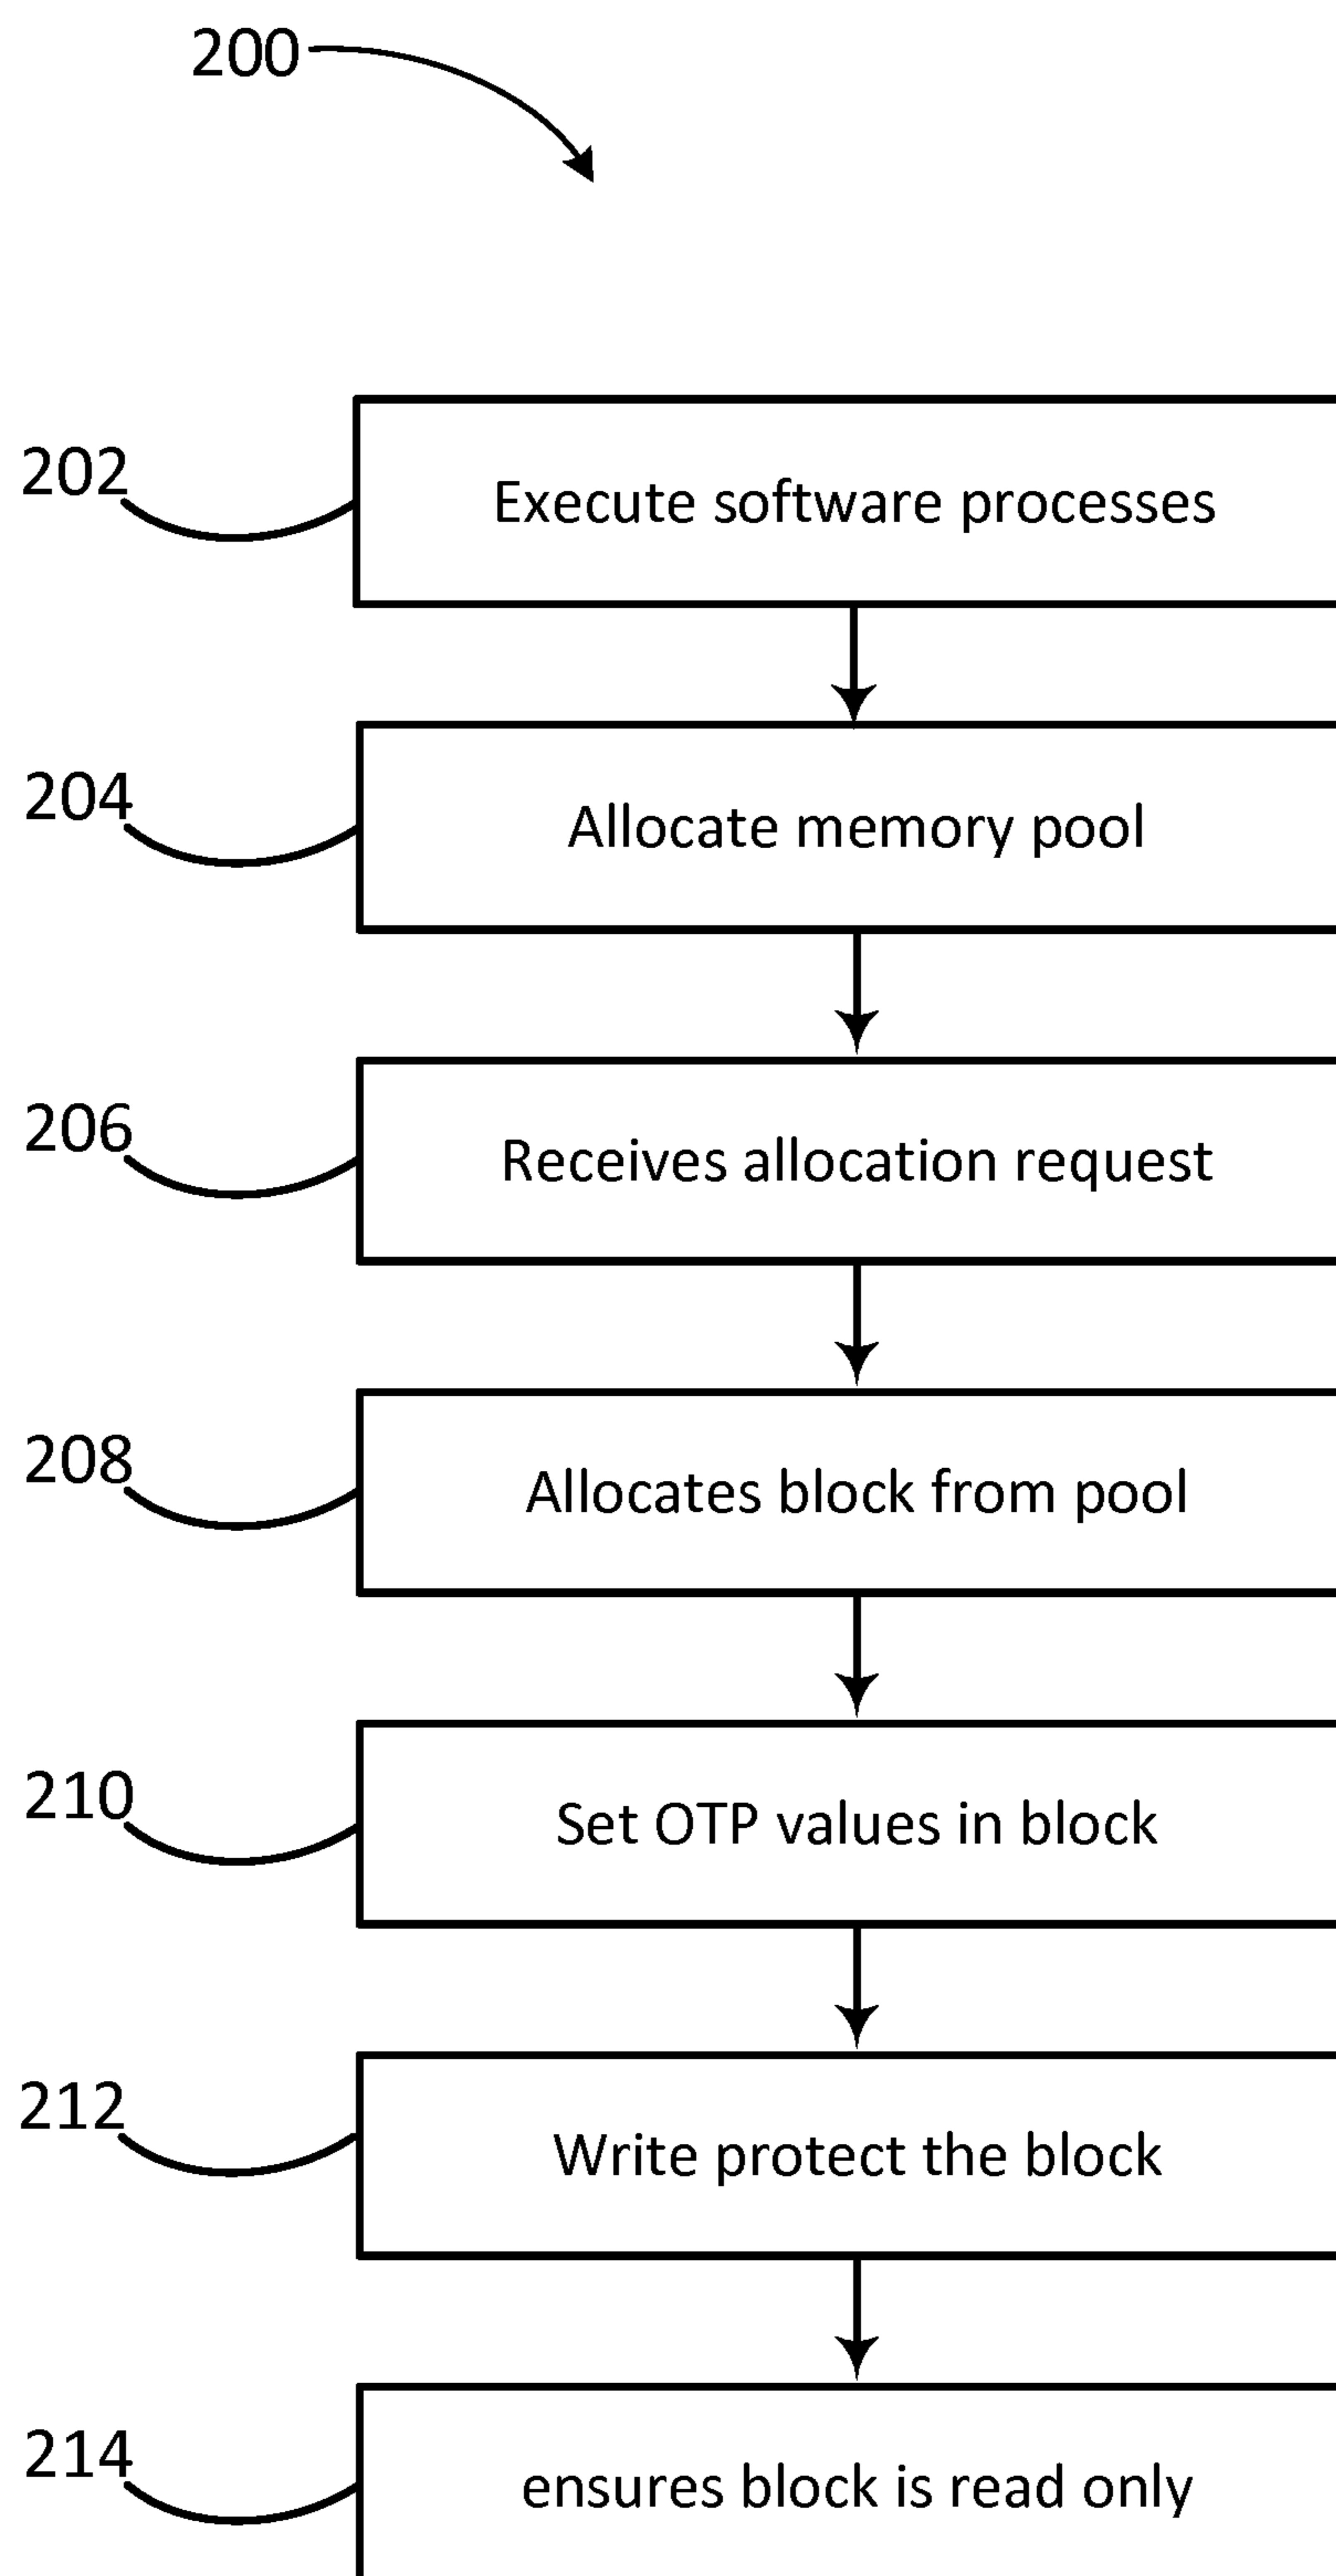 200
202
Execute software processes
204
Allocate memory pool
206
Receives allocation request
208
Allocates block from pool
210
Set OTP values in block
212
Write protect the block
214
ensures block is read only